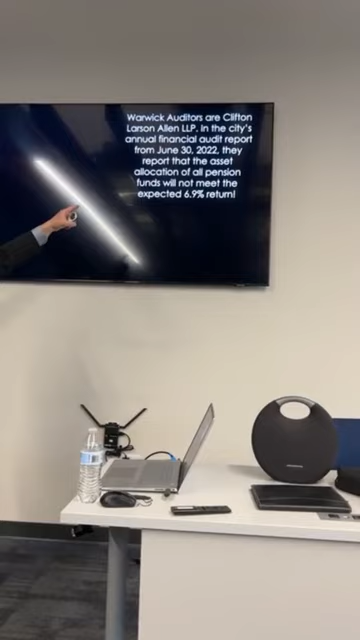 Warwick Auditors are Clifton
Larson Allen LLP. In the city's
annual financial audit report
from June 30, 2022, they
report that the asset
allocation of all pension
funds will not meet the
expected 6.9% return!